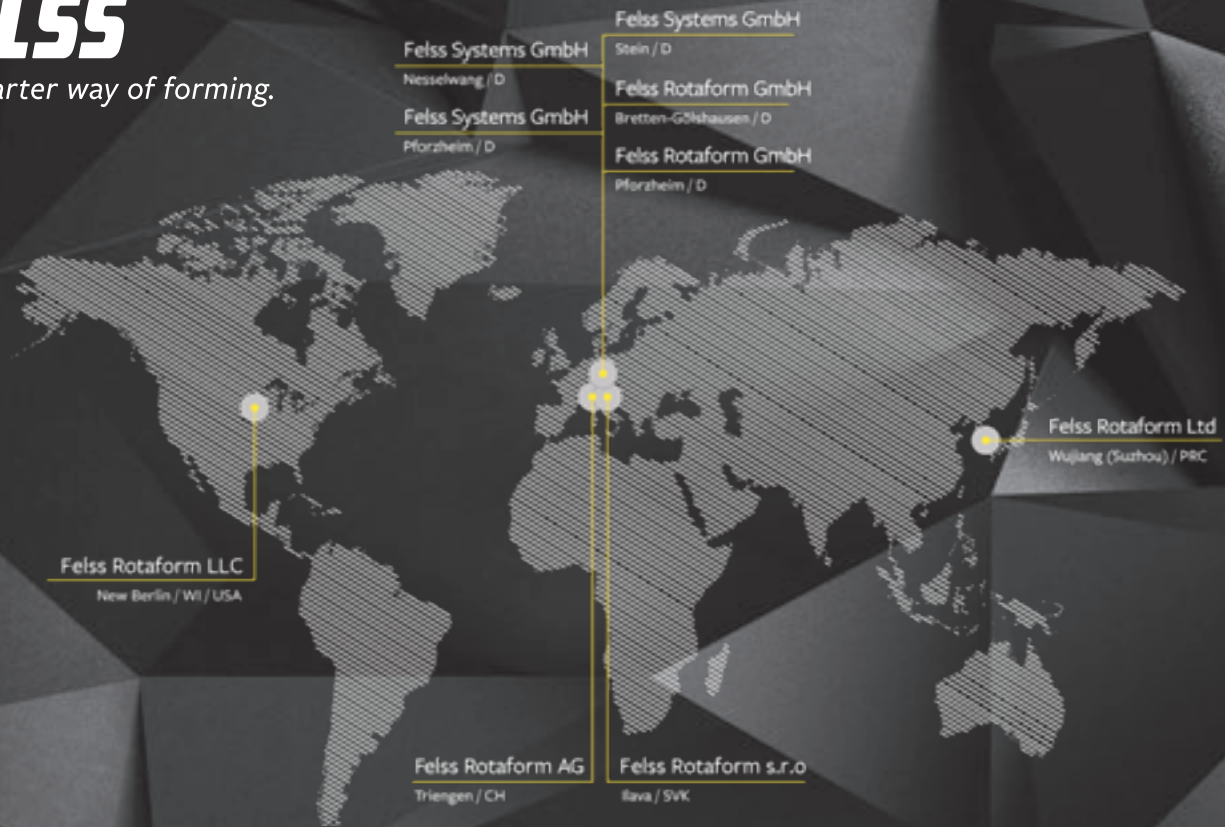 LSS
arter way of forming.
Felss Systems GmbH
Stein / D
Felss Systems GmbH
Nesselwang / D
Felss Rotaform GmbH
Bretten-Gölshausen / D
Felss Systems GmbH
Pforzheim / D
Felss Rotaform GmbH
Pforzheim / D
Felss Rotaform Ltd
Wujiang (Suzhou) / PRC
Felss Rotaform LLC
New Berlin / WI / USA
Felss Rotaform AG
Triengen / CH
Felss Rotaform s.r.o
Ilava / SVK